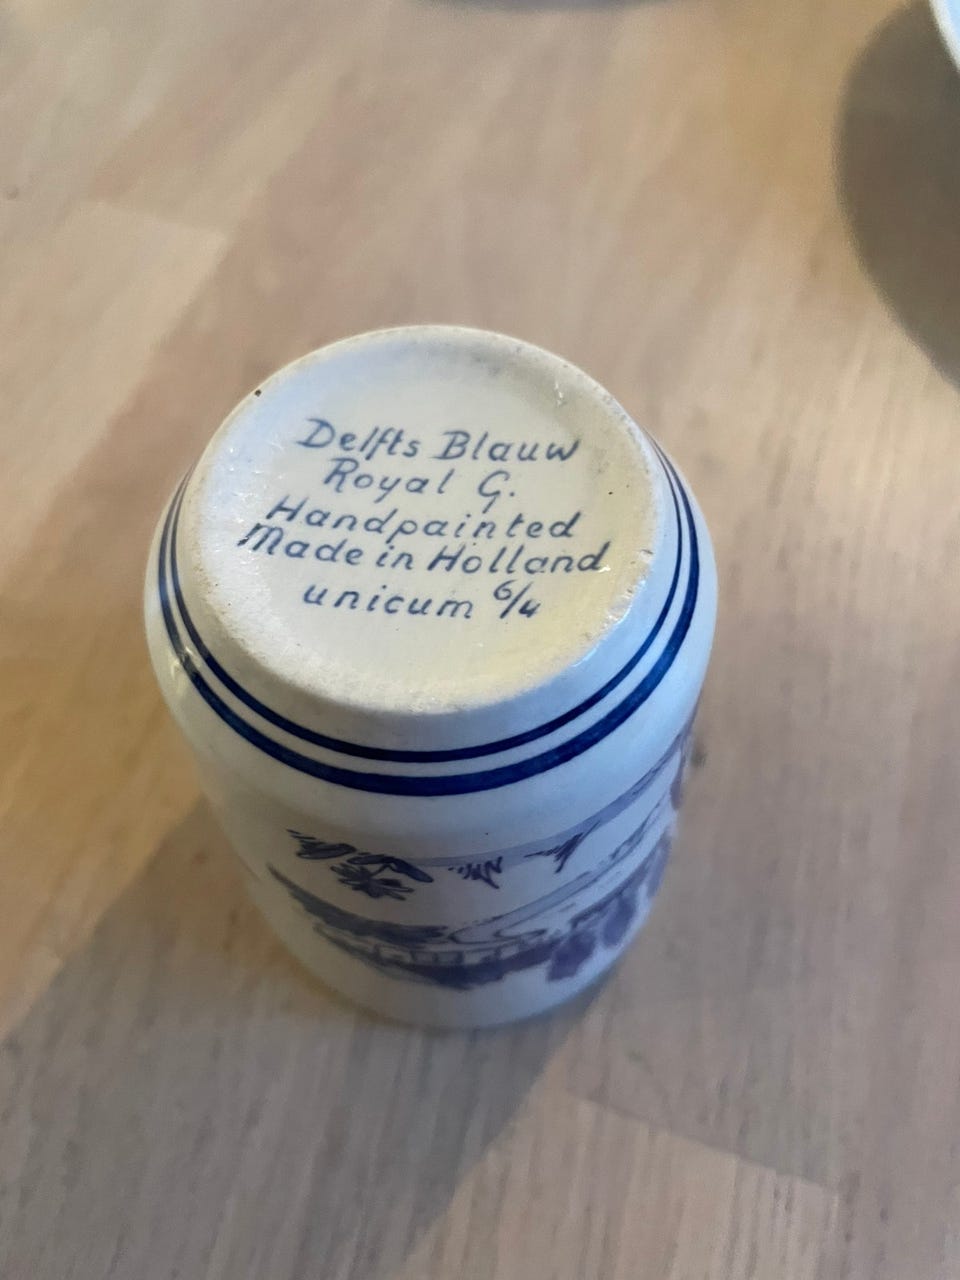 Delfts Blauw
Royal G.
Handpainted
Made in Holland
unicum 6/4